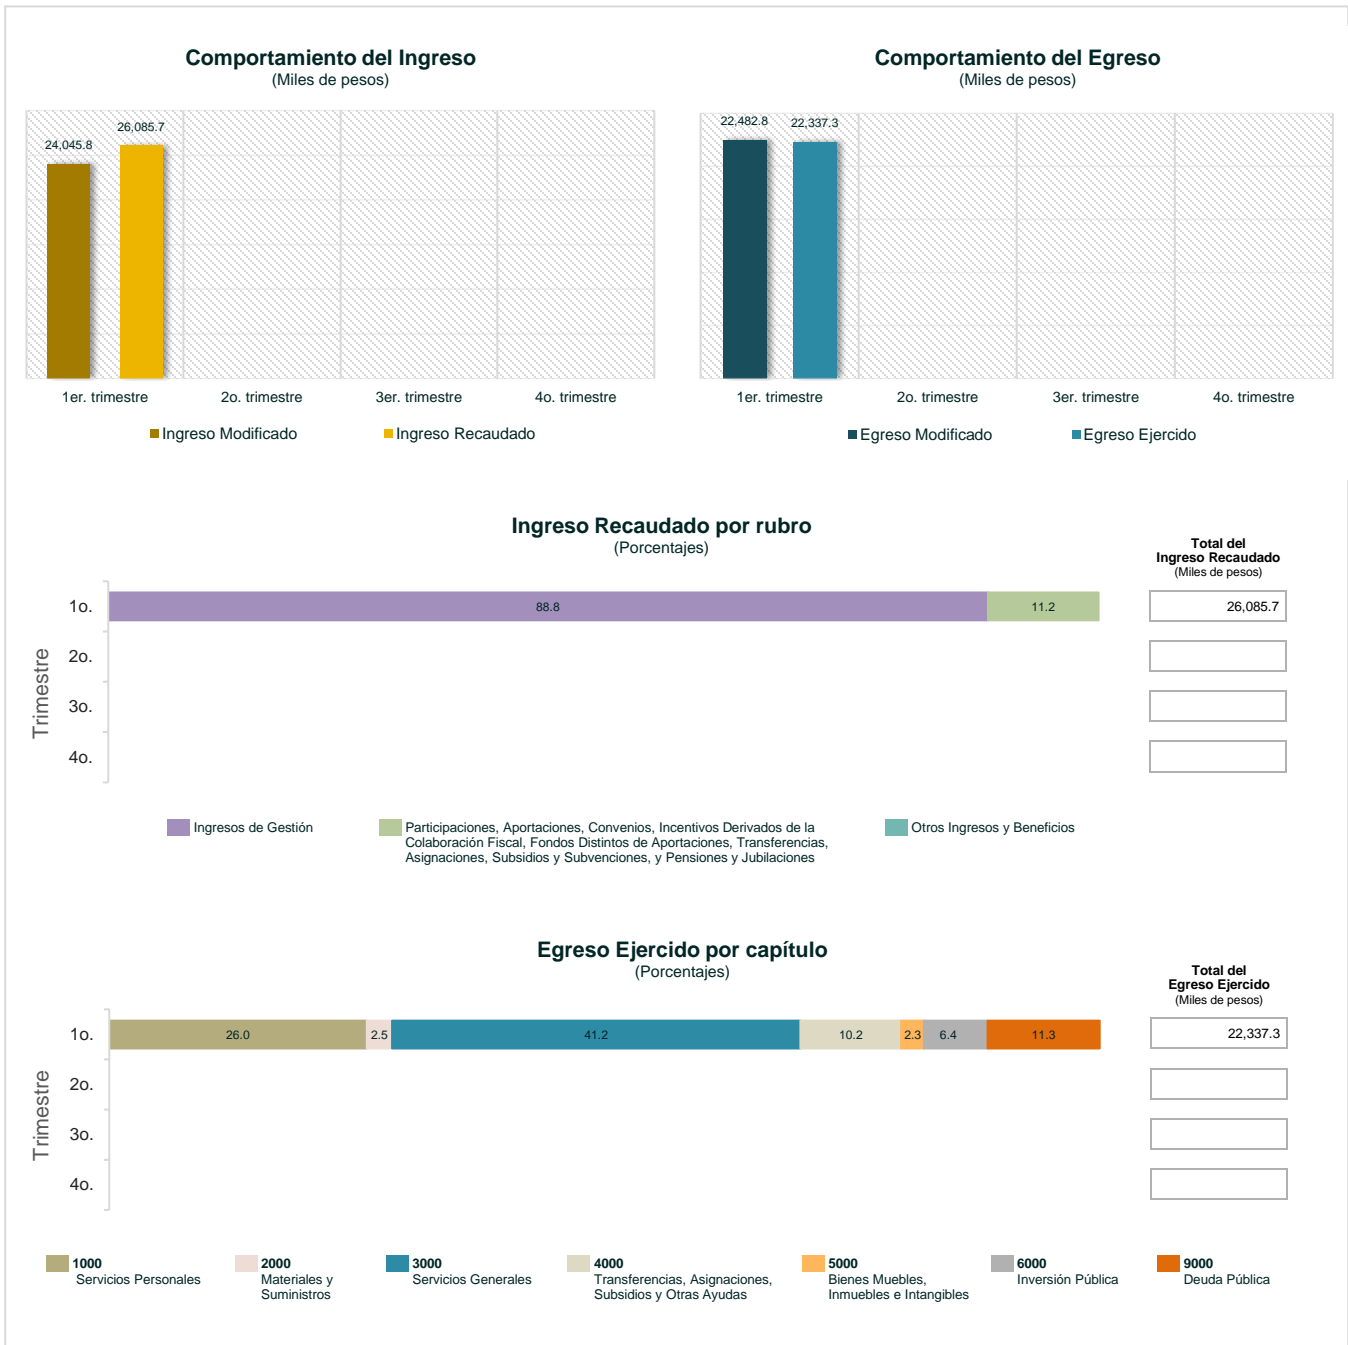 Comportamiento del Ingreso
(Miles de pesos)
24,045.8
26,085.7
1er. trimestre
2o. trimestre
3er. trimestre
4o. trimestre
Ingreso Modificado
Ingreso Recaudado
Comportamiento del Egreso
(Miles de pesos)
22,482.8
22,337.3
1er. trimestre
2o. trimestre
3er. trimestre
4o. trimestre
Egreso Modificado
Egreso Ejercido
Ingreso Recaudado por rubro
(Porcentajes)
Total del
Ingreso Recaudado
(Miles de pesos)
Trimestre
1o.
88.8
11.2
26,085.7
2o.
3o.
4o.
Ingresos de Gestión
Participaciones, Aportaciones, Convenios, Incentivos Derivados de la
Colaboración Fiscal, Fondos Distintos de Aportaciones, Transferencias,
Asignaciones, Subsidios y Subvenciones, y Pensiones y Jubilaciones
Otros Ingresos y Beneficios
Egreso Ejercido por capítulo
(Porcentajes)
Total del
Egreso Ejercido
(Miles de pesos)
Trimestre
1o.
26.0
2.5
41.2
10.2
2.3
6.4
11.3
22,337.3
2o.
3o.
4o.
1000
Servicios Personales
2000
Materiales y
Suministros
3000
Servicios Generales
4000
Transferencias, Asignaciones,
Subsidios y Otras Ayudas
5000
Bienes Muebles,
Inmuebles e Intangibles
6000
Inversión Pública
9000
Deuda Pública